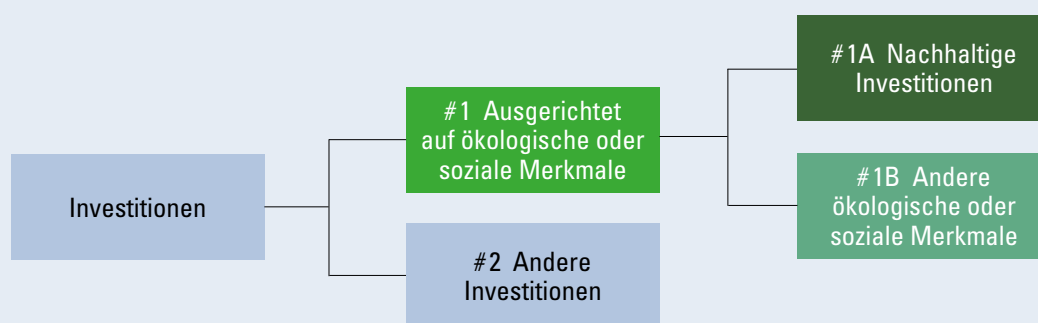 Investitionen
#1 Ausgerichtet
auf ökologische oder
soziale Merkmale
#2 Andere
Investitionen
#1A Nachhaltige
Investitionen
#1B Andere
ökologische oder
soziale Merkmale